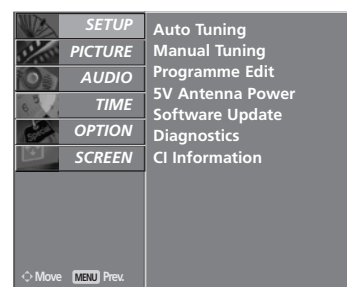 SETUP
PICTURE
AUDIO
TIME
OPTION
SCREEN
Auto Tuning
Manual Tuning
Programme Edit
5V Antenna Power
Software Update
Diagnostics
CI Information
Move MENU Prev.